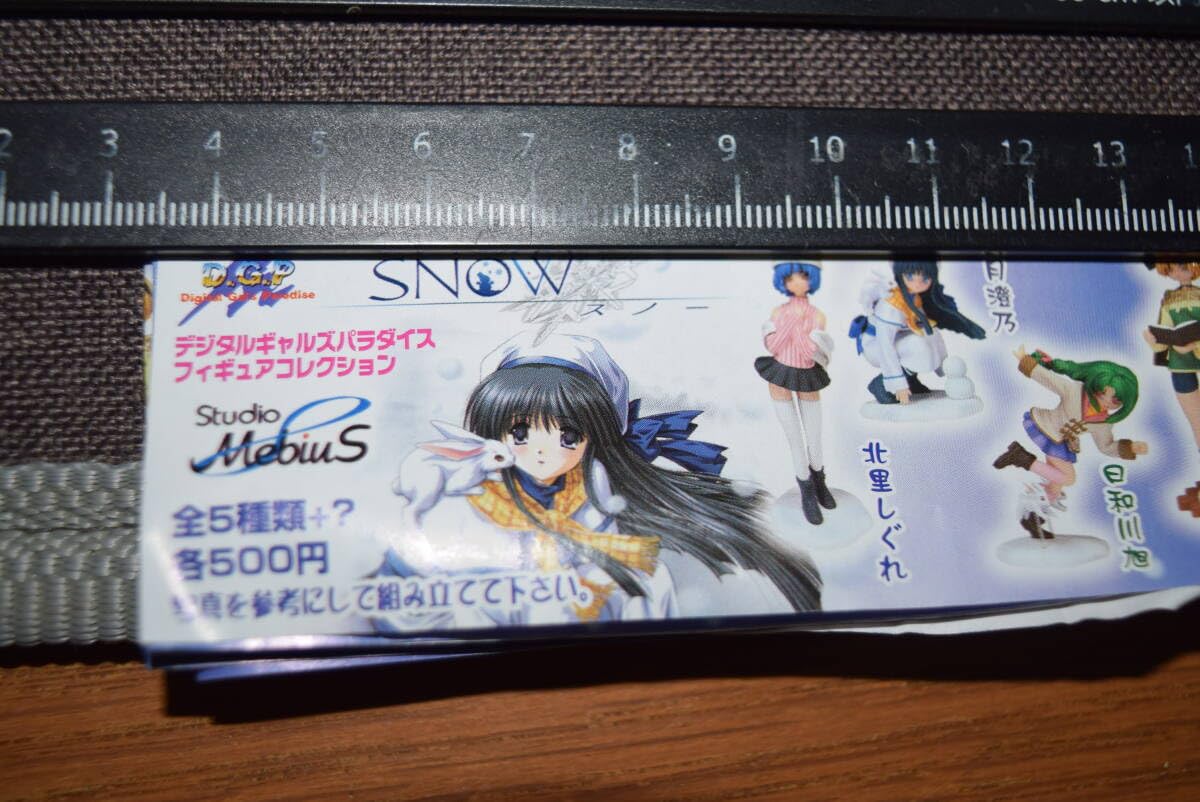 2 3 4 5 6 7 8 9 10 11 12 13
D.G.P
Digital Gal's Paradise
SNOW
スノー
デジタルギャルズパラダイス
フィギュアコレクション
Studio
MebiuS
全5種類+?
各500円
写真を参考にして組み立てて下さい。
月澄乃
北里しぐれ
日和川旭